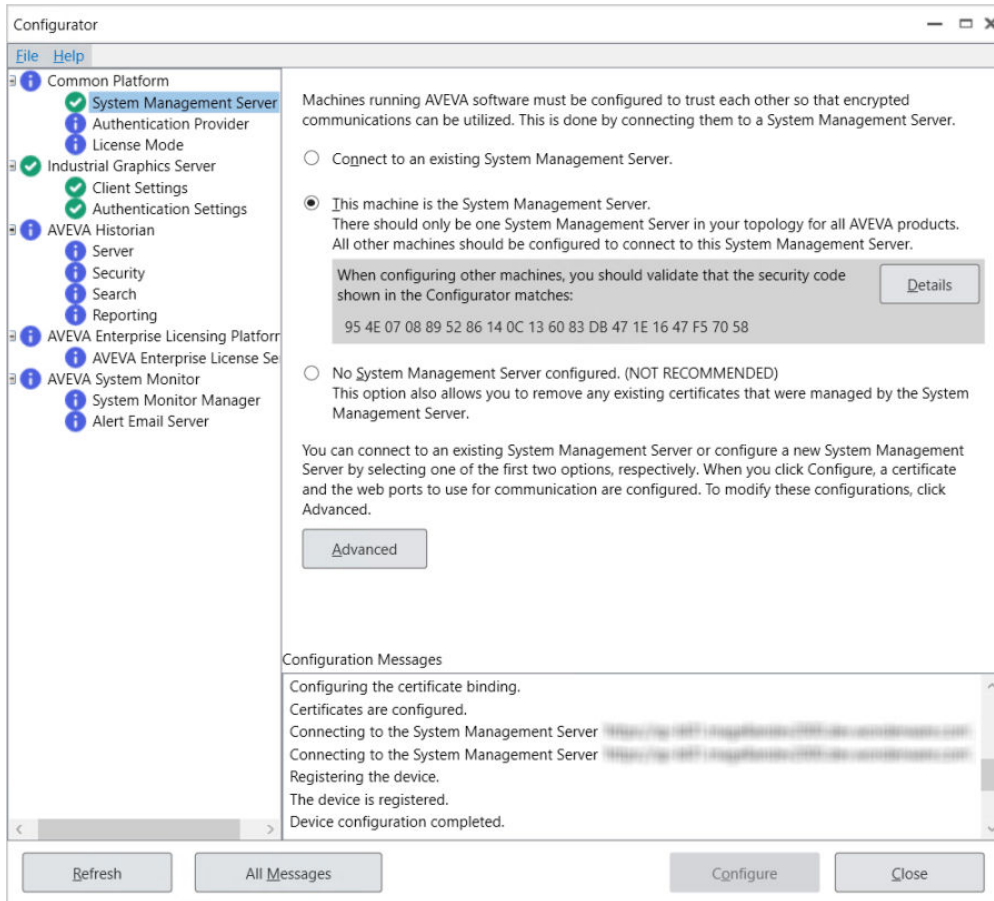 Configurator
File Help
Common Platform
System Management Server
Authentication Provider
License Mode
Industrial Graphics Server
Client Settings
Authentication Settings
AVEVA Historian
Server
Security
Search
Reporting
AVEVA Enterprise Licensing Platforr
AVEVA Enterprise License Se
AVEVA System Monitor
System Monitor Manager
Alert Email Server
Machines running AVEVA software must be configured to trust each other so that encrypted
communications can be utilized. This is done by connecting them to a System Management Server.
Connect to an existing System Management Server.
This machine is the System Management Server.
There should only be one System Management Server in your topology for all AVEVA products.
All other machines should be configured to connect to this System Management Server.
When configuring other machines, you should validate that the security code
shown in the Configurator matches:
Details
95 4E 07 08 89 52 86 14 0C 13 60 83 DB 47 1E 16 47 F5 70 58
No System Management Server configured. (NOT RECOMMENDED)
This option also allows you to remove any existing certificates that were managed by the System
Management Server.
You can connect to an existing System Management Server or configure a new System Management
Server by selecting one of the first two options, respectively. When you click Configure, a certificate
and the web ports to use for communication are configured. To modify these configurations, click
Advanced.
Advanced
Configuration Messages
Configuring the certificate binding.
Certificates are configured.
Connecting to the System Management Server
Connecting to the System Management Server
Registering the device.
The device is registered.
Device configuration completed.
Refresh All Messages Configure Close